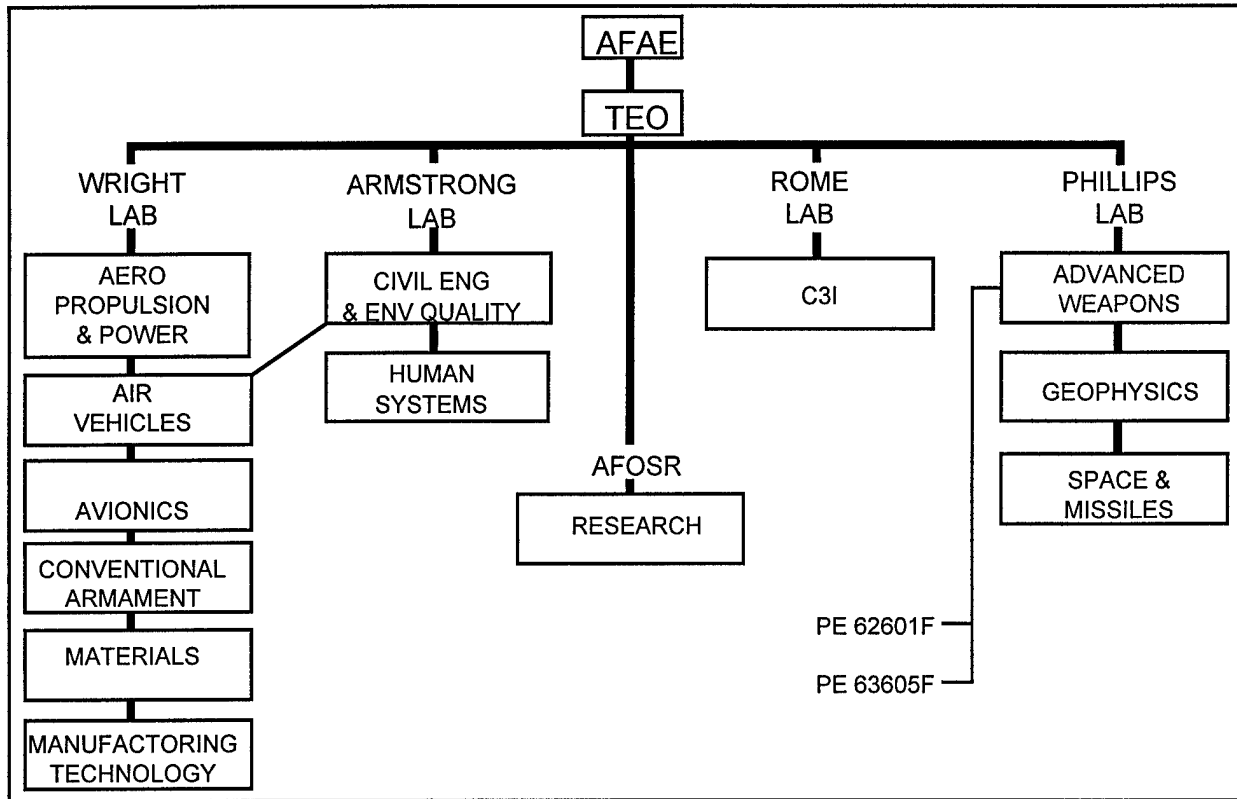 AFAE
TEO
WRIGHT
LAB
AERO
PROPULSION
& POWER
AIR
VEHICLES
AVIONICS
CONVENTIONAL
ARMAMENT
MATERIALS
MANUFACTORING
TECHNOLOGY
ARMSTRONG
LAB
CIVIL ENG
& ENV QUALITY
HUMAN
SYSTEMS
AFOSR
RESEARCH
ROME
LAB
C3I
PHILLIPS
LAB
ADVANCED
WEAPONS
GEOPHYSICS
SPACE &
MISSILES
PE 62601F
PE 63605F